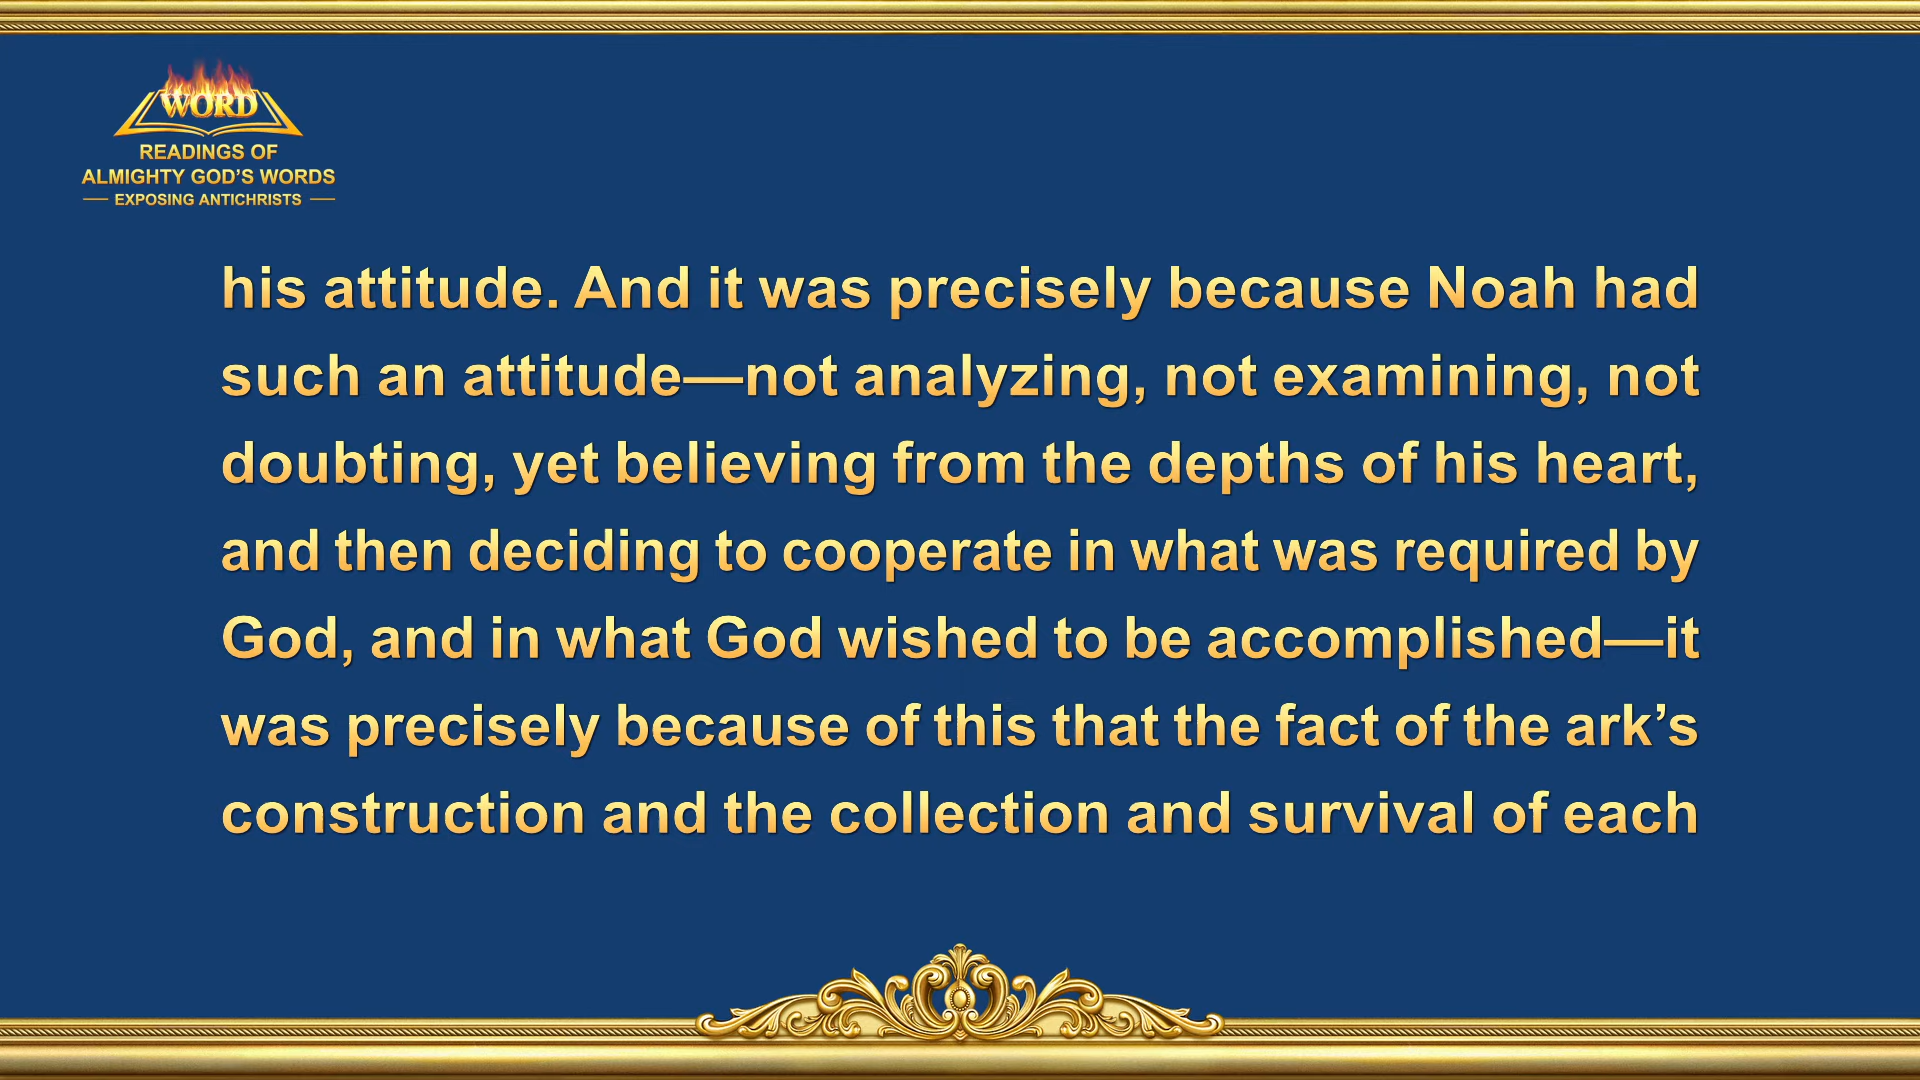 WORD
READINGS OF
ALMIGHTY GOD’S WORDS
EXPOSING ANTICHRISTS
his attitude. And it was precisely because Noah had
such an attitude—not analyzing, not examining, not
doubting, yet believing from the depths of his heart,
and then deciding to cooperate in what was required by
God, and in what God wished to be accomplished—it
was precisely because of this that the fact of the ark’s
construction and the collection and survival of each